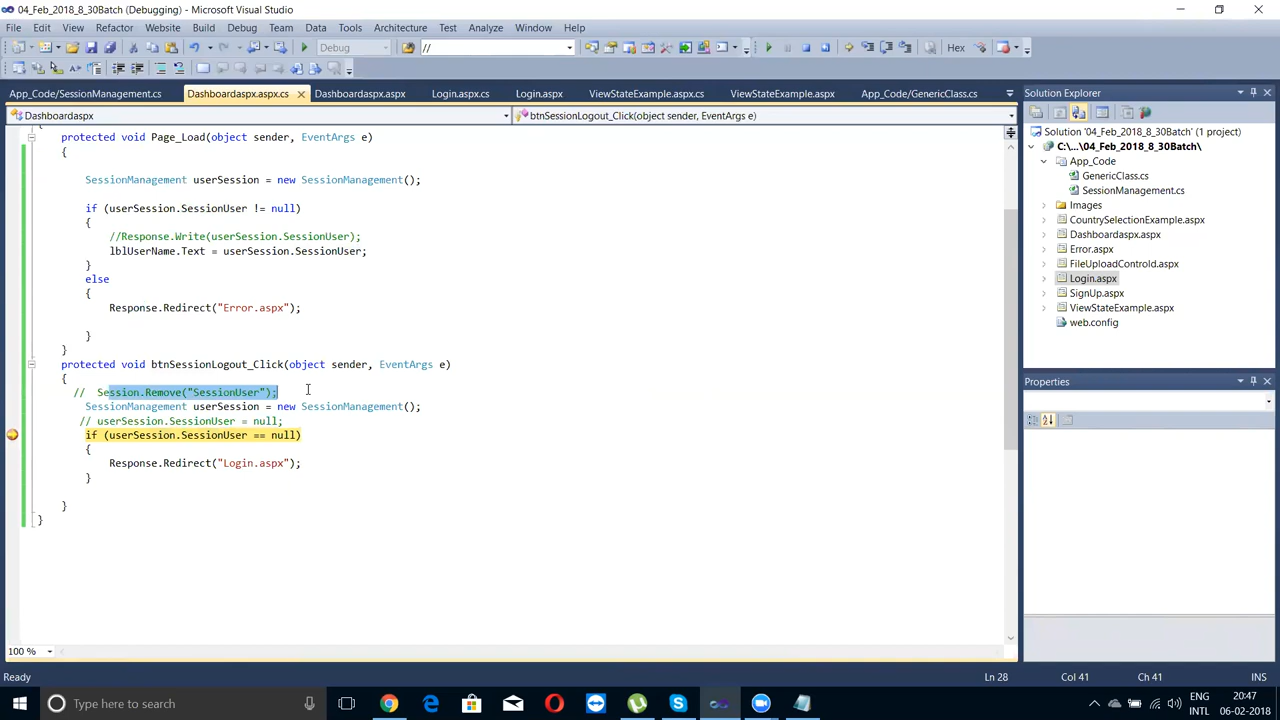 04_Feb_2018_8_30Batch (Debugging) - Microsoft Visual Studio
File Edit View Refactor Website Build Debug Team Data Tools Architecture Test Analyze Window Help
Debug // Hex
App_Code/SessionManagement.cs Dashboardaspx.aspx.cs Dashboardaspx.aspx Login.aspx.cs Login.aspx ViewStateExample.aspx.cs ViewStateExample.aspx App_Code/GenericClass.cs
Dashboardaspx btnSessionLogout_Click(object sender, EventArgs e)
protected void Page_Load(object sender, EventArgs e)
{
SessionManagement userSession = new SessionManagement();
if (userSession.SessionUser != null)
{
//Response.Write(userSession.SessionUser);
lblUserName.Text = userSession.SessionUser;
}
else
{
Response.Redirect("Error.aspx");
}
}
protected void btnSessionLogout_Click(object sender, EventArgs e)
{
// Session.Remove("SessionUser");
SessionManagement userSession = new SessionManagement();
// userSession.SessionUser = null;
if (userSession.SessionUser == null)
{
Response.Redirect("Login.aspx");
}
}
}
100 %
Solution Explorer
Solution '04_Feb_2018_8_30Batch' (1 project)
C:\...\04_Feb_2018_8_30Batch\
App_Code
GenericClass.cs
SessionManagement.cs
Images
CountrySelectionExample.aspx
Dashboardaspx.aspx
Error.aspx
FileUploadControld.aspx
Login.aspx
SignUp.aspx
ViewStateExample.aspx
web.config
Properties
Ready Ln 28 Col 41 Ch 41 INS
Type here to search
ENG
INTL
20:47
06-02-2018